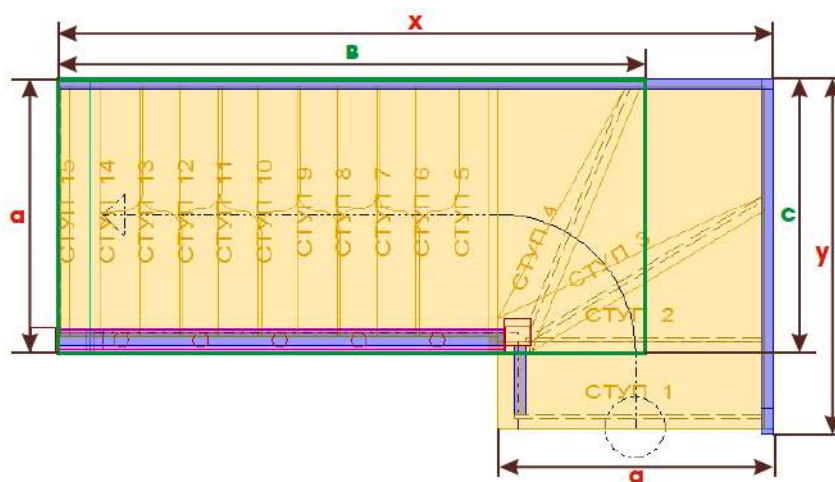 x
B
a
c
y
СТУП 15
СТУП 14
СТУП 13
СТУП 12
СТУП 11
СТУП 10
СТУП 9
СТУП 8
СТУП 7
СТУП 6
СТУП 5
СТУП 4
СТУП 3
СТУП 2
СТУП 1
a